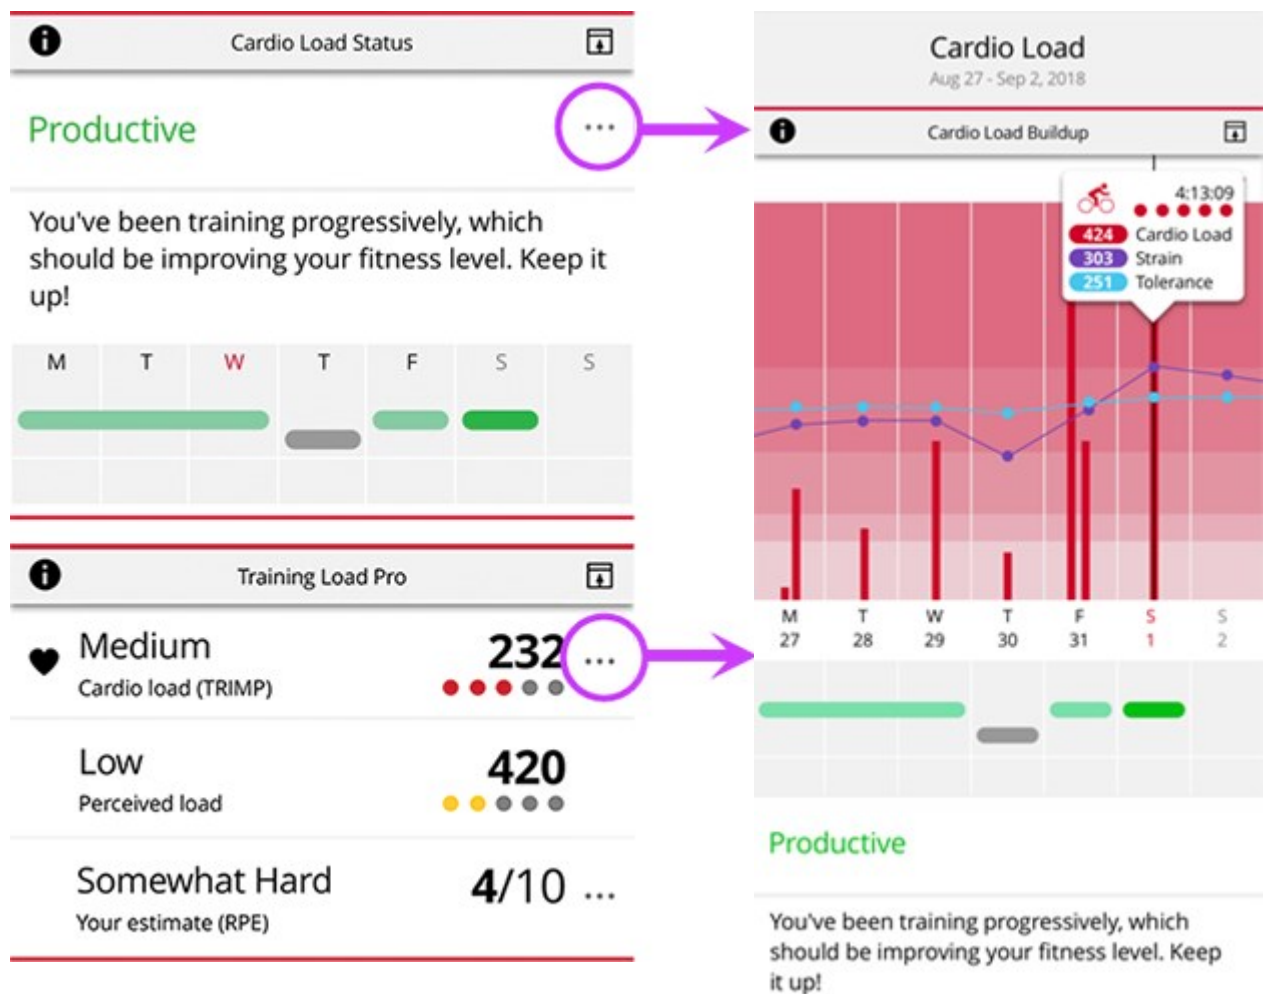 Cardio Load Status
Productive
...
You've been training progressively, which
should be improving your fitness level. Keep it
up!
M T W T F S S
Training Load Pro
Medium 232 ...
Cardio load (TRIMP)
Low 420
Perceived load
Somewhat Hard 4/10 ...
Your estimate (RPE)
Cardio Load
Aug 27 - Sep 2, 2018
Cardio Load Buildup
4:13:09
424 Cardio Load
303 Strain
251 Tolerance
M T W T F S S
27 28 29 30 31 1 2
Productive
You've been training progressively, which
should be improving your fitness level. Keep
it up!